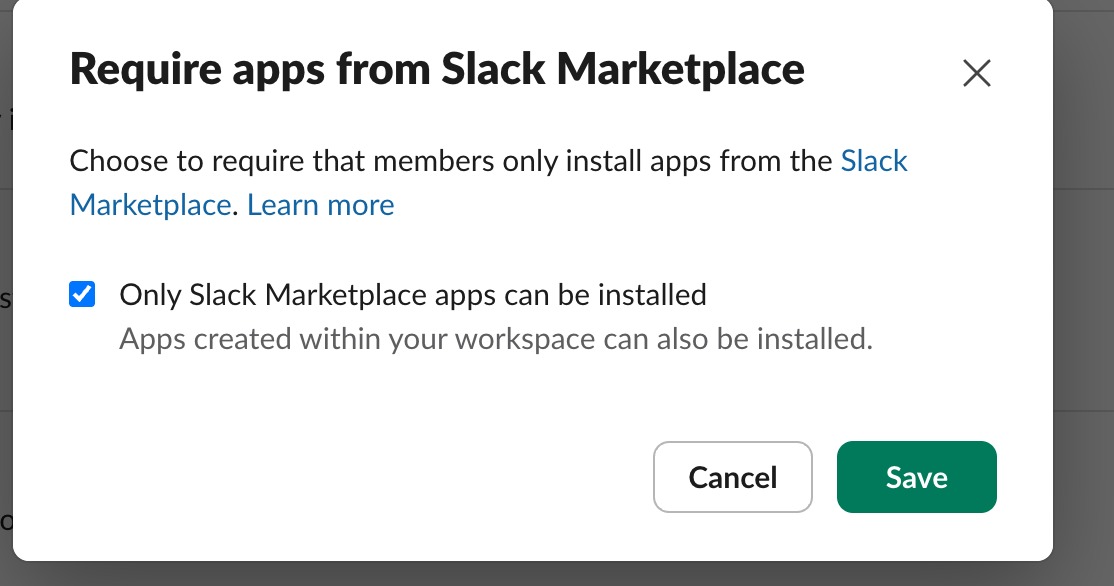 Require apps from Slack Marketplace
Choose to require that members only install apps from the Slack
Marketplace. Learn more
Only Slack Marketplace apps can be installed
Apps created within your workspace can also be installed.
Cancel
Save